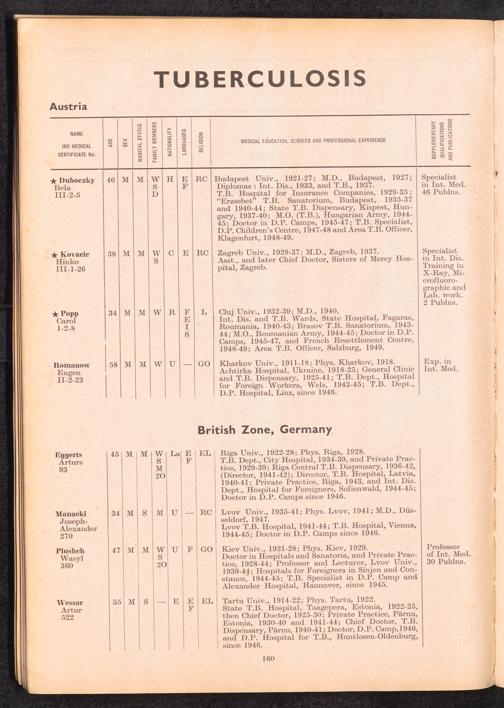 TUBERCULOSIS
Austria
NAME
IRO MEDICAL
CERTIFICATE No.
AGE
SEX
MARITAL STATUS
FAMILY MEMBERS
NATIONALITY
LANGUAGES
RELIGION
MEDICAL EDUCATION, DEGREES AND PROFESSIONAL EXPERIENCE
SUPPLEMENTARY
QUALIFICATIONS
AND PUBLICATIONS
★ Duboczky 46 M M W H E RC Budapest Univ., 1921-27; M.D., Budapest, 1927; Specialist
Bela S F Diplomas: Int. Dis., 1933, and T.B., 1937. in Int. Med.
III-2-5 D T.B. Hospital for Insurance Companies, 1929-35; 46 Publns.
"Erzsebet" T.B. Sanatorium, Budapest, 1935-37
and 1940-44; State T.B. Dispensary, Kispest, Hun-
gary, 1937-40; M.O. (T.B.), Hungarian Army, 1944-
45; Doctor in D.P. Camps, 1945-47; T.B. Specialist,
D.P. Children's Centre, 1947-48 and Area T.B. Officer,
Klagenfurt, 1948-49.
★ Kovacic 38 M M W C E RC Zagreb Univ., 1929-37; M.D., Zagreb, 1937. Specialist
Hinko S Asst., and later Chief Doctor, Sisters of Mercy Hos- in Int. Dis.
III-1-26 pital, Zagreb. Training in
X-Ray, Mi-
crofluoro-
graphie and
Lab. work.
2 Publns.
★ Popp 34 M M W R F L Cluj Univ., 1932-39; M.D., 1940.
Carol E Int. Dis. and T.B. Wards, State Hospital, Fagaras,
I-2-8 I Roumania, 1940-43; Brasov T.B. Sanatorium, 1943-
S 44; M.O., Roumanian Army, 1944-45; Doctor in D.P.
Camps, 1945-47, and French Resettlement Centre,
1948-49; Area T.B. Officer, Salzburg, 1949.
Romanow 58 M M W U — GO Kharkov Univ., 1911-18; Phys. Kharkov, 1918. Exp. in
Eugen Achtirka Hospital, Ukraine, 1918-25; General Clinic Int. Med.
II-2-23 and T.B. Dispensary, 1925-41; T.B. Dept., Hospital
for Foreign Workers, Wels, 1943-45; T.B. Dept.,
D.P. Hospital, Linz, since 1946.
British Zone, Germany
Eggerts 45 M M W La E EL Riga Univ., 1922-28; Phys. Riga, 1928.
Arturs S F T.B. Dept., City Hospital, 1934-39, and Private Prac-
93 M tice, 1929-39; Riga Central T.B. Dispensary, 1936-42,
2O (Director, 1941-42); Director, T.B. Hospital, Latvia,
1940-41; Private Practice, Riga, 1943, and Int. Dis.
Dept., Hospital for Foreigners, Sofienwald, 1944-45;
Doctor in D.P. Camps since 1946.
Manacki 34 M S M U — RC Lvov Univ., 1935-41; Phys. Lvov, 1941; M.D., Düs-
Joseph- seldorf, 1947.
Alexander Lvov T.B. Hospital, 1941-44; T.B. Hospital, Vienna,
270 1944-45; Doctor in D.P. Camps since 1945.
Plushch 47 M M W U F GO Kiev Univ., 1921-28; Phys. Kiev, 1929. Professor
Wasyl S Doctor in Hospitals and Sanatoria, and Private Prac- of Int. Med.
360 2O tice, 1928-44; Professor and Lecturer, Lvov Univ., 30 Publns.
1939-44; Hospitals for Foreigners in Sinjen and Con-
stance, 1944-45; T.B. Specialist in D.P. Camp and
Alexander Hospital, Hannover, since 1945.
Wessar 55 M S — E E EL Tartu Univ., 1914-22; Phys. Tartu, 1922.
Artur F State T.B. Hospital, Taagepera, Estonia, 1922-25,
522 then Chief Doctor, 1925-30; Private Practice, Pärnu,
Estonia, 1930-40 and 1941-44; Chief Doctor, T.B.
Dispensary, Pärnu, 1940-41; Doctor, D.P. Camp, 1946,
and D.P. Hospital for T.B., Huntlosen-Oldenburg,
since 1946.
160